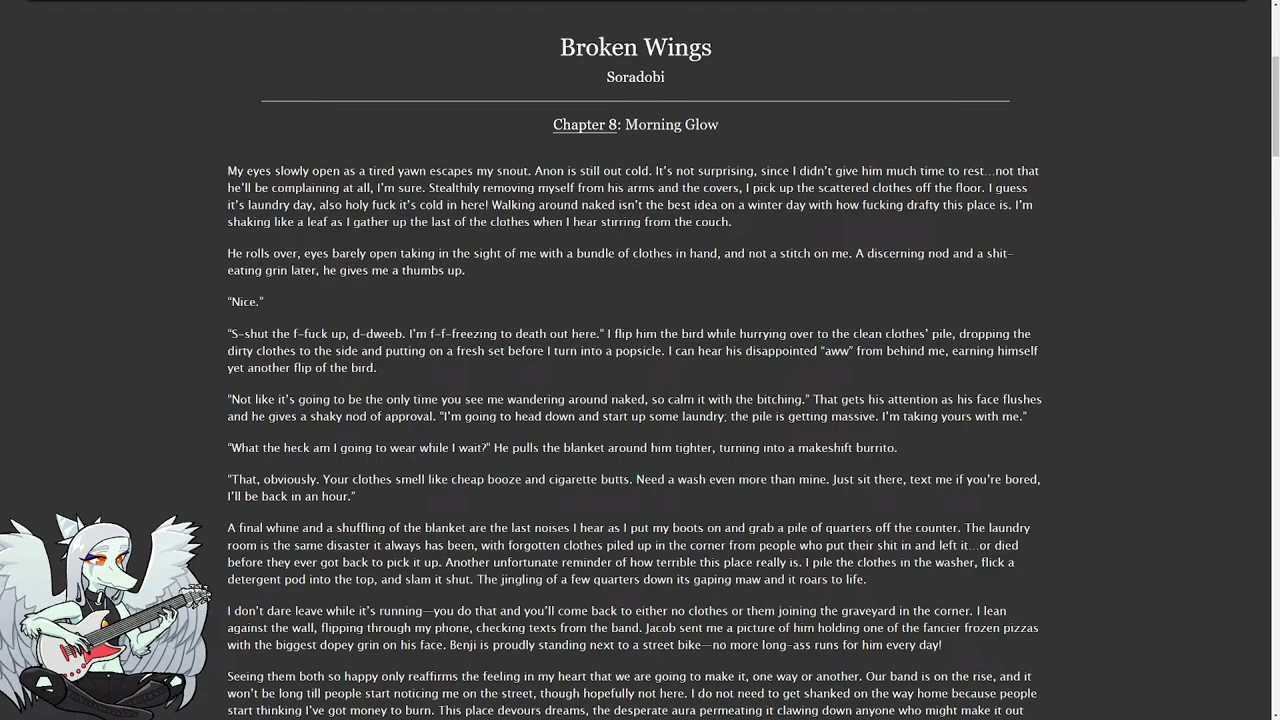 Broken Wings
Soradobi
Chapter 8: Morning Glow
My eyes slowly open as a tired yawn escapes my snout. Anon is still out cold. It’s not surprising, since I didn’t give him much time to rest…not that
he’ll be complaining at all, I’m sure. Stealthily removing myself from his arms and the covers, I pick up the scattered clothes off the floor. I guess
it’s laundry day, also holy fuck it’s cold in here! Walking around naked isn’t the best idea on a winter day with how fucking drafty this place is. I’m
shaking like a leaf as I gather up the last of the clothes when I hear stirring from the couch.
He rolls over, eyes barely open taking in the sight of me with a bundle of clothes in hand, and not a stitch on me. A discerning nod and a shit-
eating grin later, he gives me a thumbs up.
“Nice.”
“S-shut the f-fuck up, d-dweeb. I’m f-f-freezing to death out here.” I flip him the bird while hurrying over to the clean clothes’ pile, dropping the
dirty clothes to the side and putting on a fresh set before I turn into a popsicle. I can hear his disappointed “aww” from behind me, earning himself
yet another flip of the bird.
“Not like it’s going to be the only time you see me wandering around naked, so calm it with the bitching.” That gets his attention as his face flushes
and he gives a shaky nod of approval. “I’m going to head down and start up some laundry; the pile is getting massive. I’m taking yours with me.”
“What the heck am I going to wear while I wait?” He pulls the blanket around him tighter, turning into a makeshift burrito.
“That, obviously. Your clothes smell like cheap booze and cigarette butts. Need a wash even more than mine. Just sit there, text me if you’re bored,
I’ll be back in an hour.”
A final whine and a shuffling of the blanket are the last noises I hear as I put my boots on and grab a pile of quarters off the counter. The laundry
room is the same disaster it always has been, with forgotten clothes piled up in the corner from people who put their shit in and left it…or died
before they ever got back to pick it up. Another unfortunate reminder of how terrible this place really is. I pile the clothes in the washer, flick a
detergent pod into the top, and slam it shut. The jingling of a few quarters down its gaping maw and it roars to life.
I don’t dare leave while it’s running—you do that and you’ll come back to either no clothes or them joining the graveyard in the corner. I lean
against the wall, flipping through my phone, checking texts from the band. Jacob sent me a picture of him holding one of the fancier frozen pizzas
with the biggest dopey grin on his face. Benji is proudly standing next to a street bike—no more long-ass runs for him every day!
Seeing them both so happy only reaffirms the feeling in my heart that we are going to make it, one way or another. Our band is on the rise, and it
won’t be long till people start noticing me on the street, though hopefully not here. I do not need to get shanked on the way home because people
start thinking I’ve got money to burn. This place devours dreams, the desperate aura permeating it clawing down anyone who might make it out